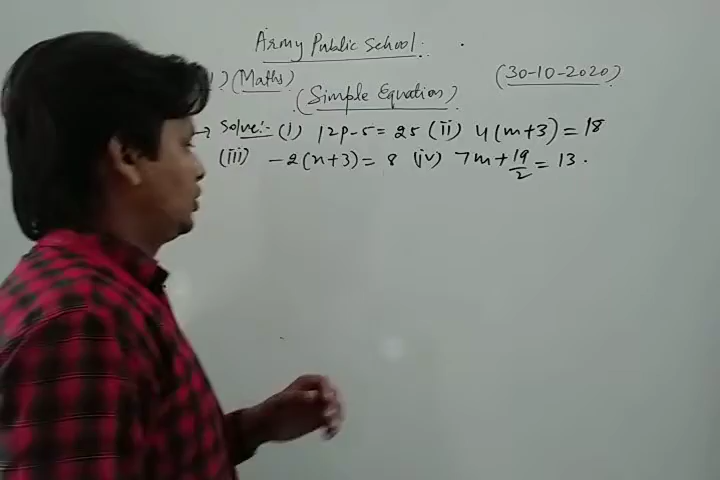 Army Public School.
) (Maths) (30-10-2020)
(Simple Equation)
→ Solve:- (i) 12p-5 = 25 (ii) 4(m+3) = 18
(iii) -2(x+3) = 8 (iv) 7m + 19/2 = 13.